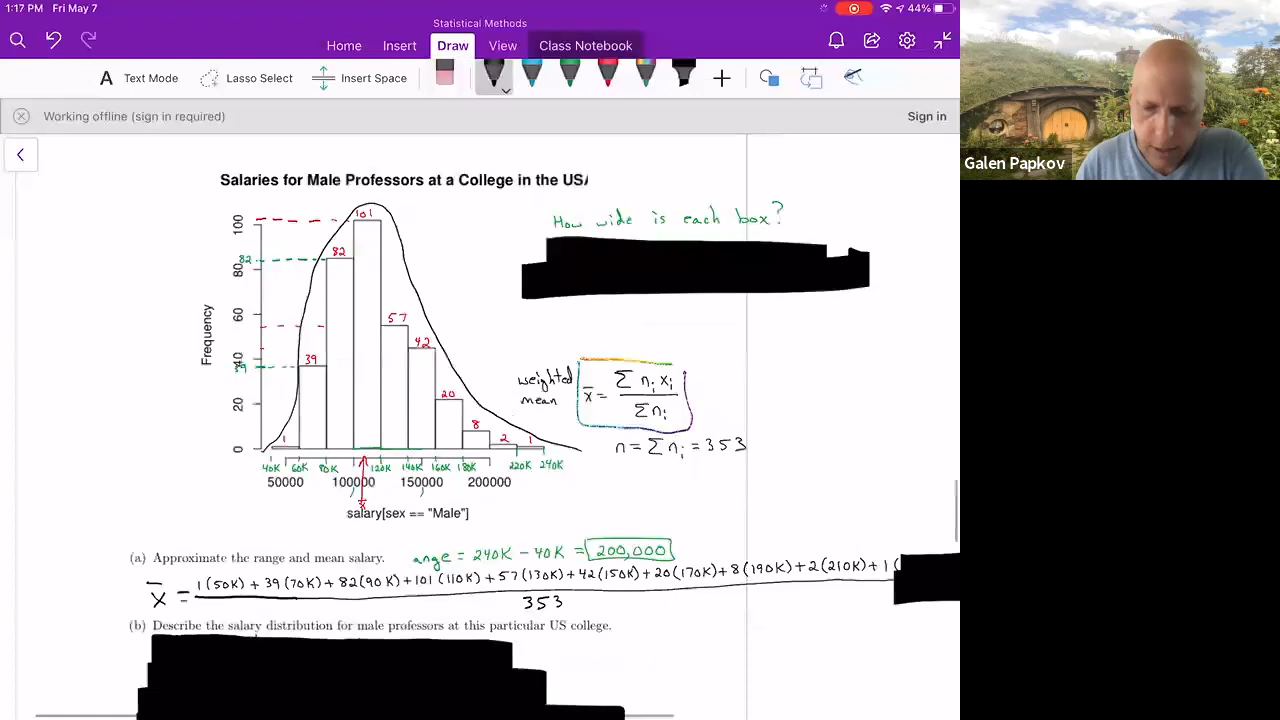 1:17 PM Fri May 7
44%
Statistical Methods
Home Insert Draw View Class Notebook
Text Mode Lasso Select Insert Space
Working offline (sign in required) Sign in
Galen Papkov
Salaries for Male Professors at a College in the USA
How wide is each box?
Frequency
100
80
60
40
20
0
82
39
1
39
82
101
57
42
20
8
2
1
40K 60K 80K 120K 140K 160K 180K 220K 240K
50000 100000 150000 200000
x̄
salary[sex == "Male"]
weighted mean
x̄ = Σ nᵢ xᵢ / Σ nᵢ
n = Σ nᵢ = 353
(a) Approximate the range and mean salary.
ange = 240K - 40K = 200,000
x̄ = 1(50K) + 39(70K) + 82(90K) + 101(110K) + 57(130K) + 42(150K) + 20(170K) + 8(190K) + 2(210K) + 1(
353
(b) Describe the salary distribution for male professors at this particular US college.